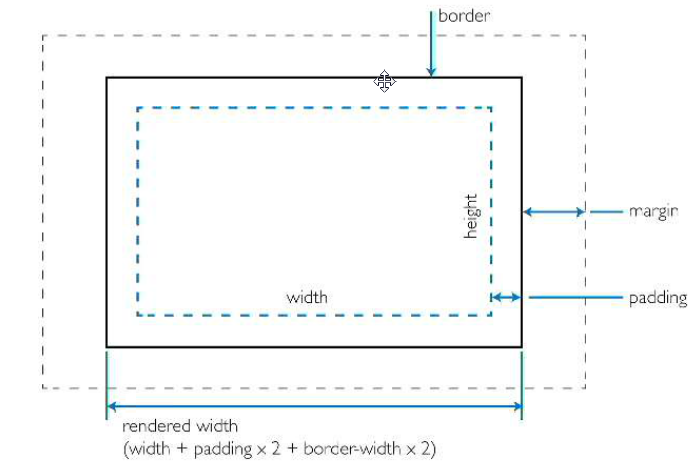 border
height
margin
width
padding
rendered width
(width + padding x 2 + border-width x 2)